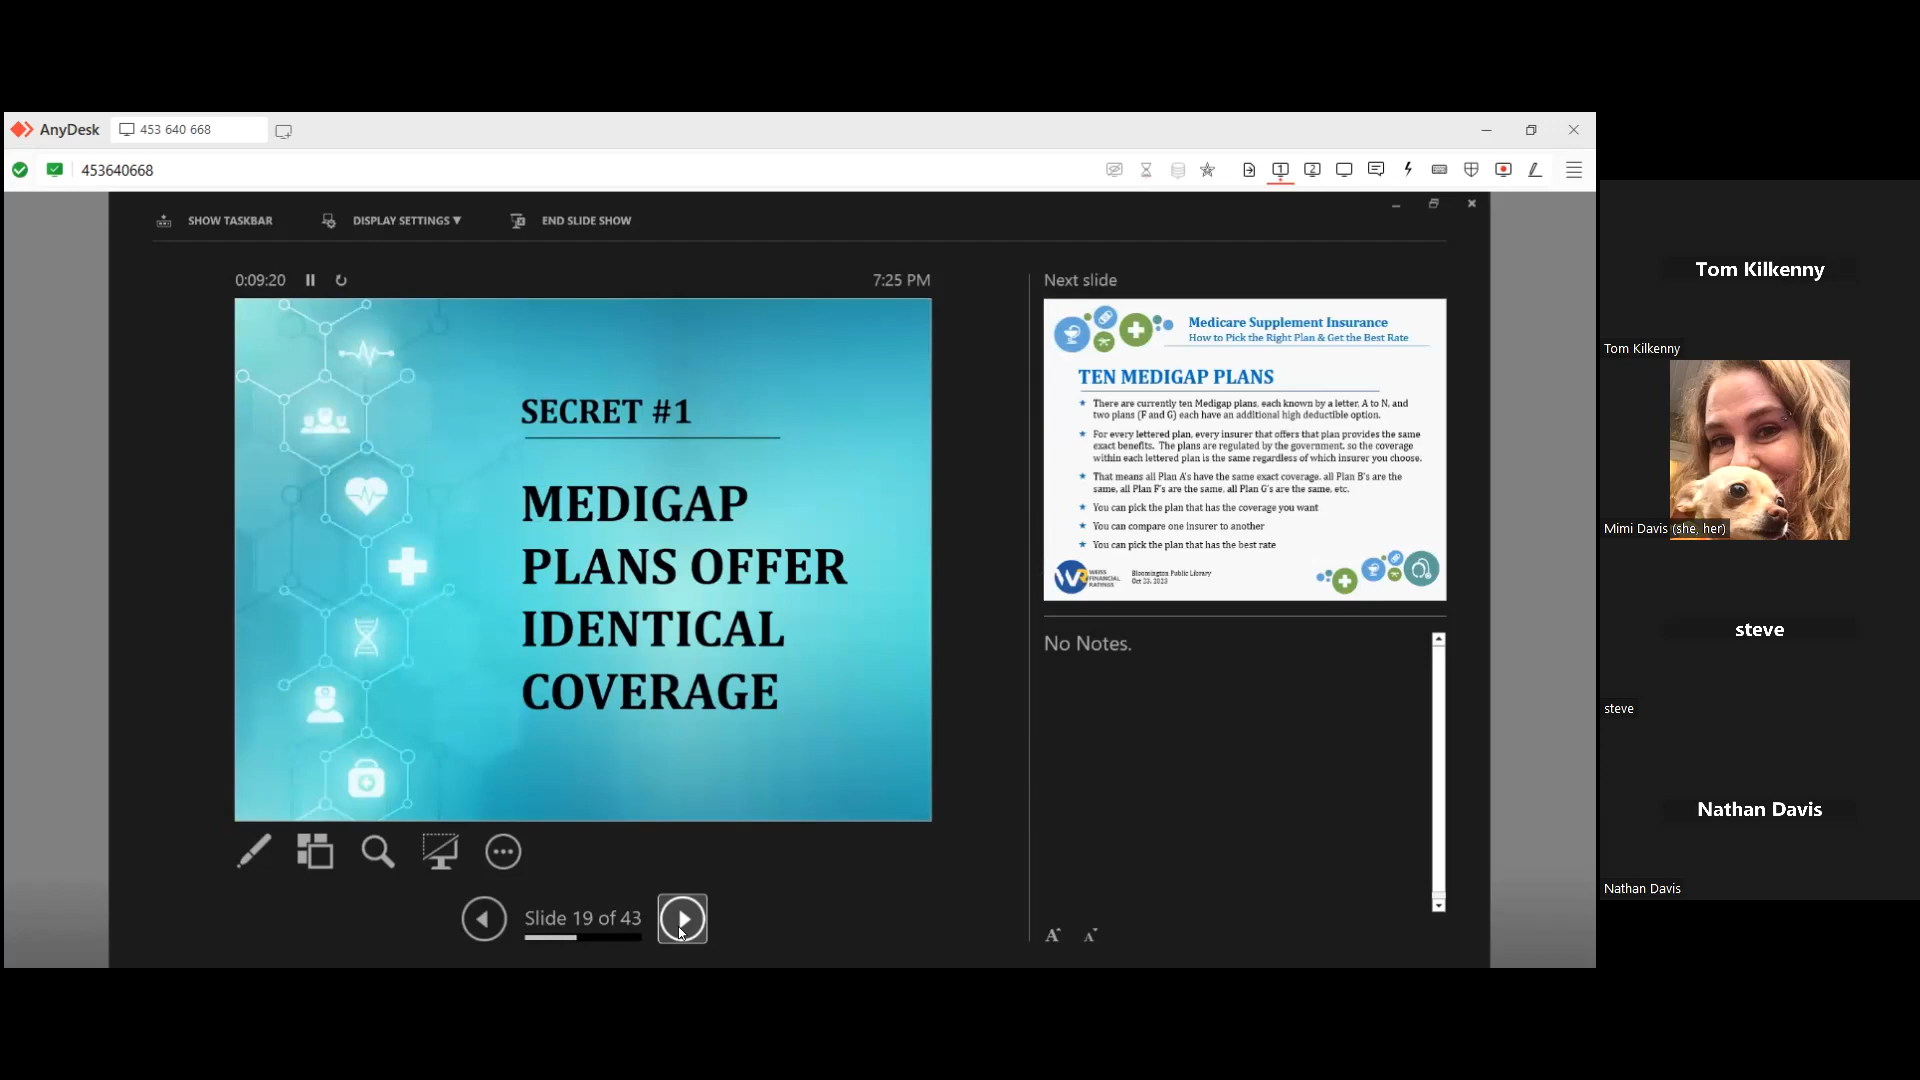 AnyDesk
453 640 668
453640668
1
2
SHOW TASKBAR
DISPLAY SETTINGS ▼
END SLIDE SHOW
0:09:20
7:25 PM
SECRET #1
MEDIGAP
PLANS OFFER
IDENTICAL
COVERAGE
Slide 19 of 43
Next slide
Medicare Supplement Insurance
How to Pick the Right Plan & Get the Best Rate
TEN MEDIGAP PLANS
There are currently ten Medigap plans, each known by a letter, A to N, and
two plans (F and G) each have an additional high deductible option.
For every lettered plan, every insurer that offers that plan provides the same
exact benefits. The plans are regulated by the government, so the coverage
within each lettered plan is the same regardless of which insurer you choose.
That means all Plan A's have the same exact coverage, all Plan B's are the
same, all Plan F's are the same, all Plan G's are the same, etc.
You can pick the plan that has the coverage you want
You can compare one insurer to another
You can pick the plan that has the best rate
WEISS
FINANCIAL
RATINGS
Bloomington Public Library
Oct 23, 2023
No Notes.
A
A
Tom Kilkenny
Tom Kilkenny
Mimi Davis (she, her)
steve
steve
Nathan Davis
Nathan Davis